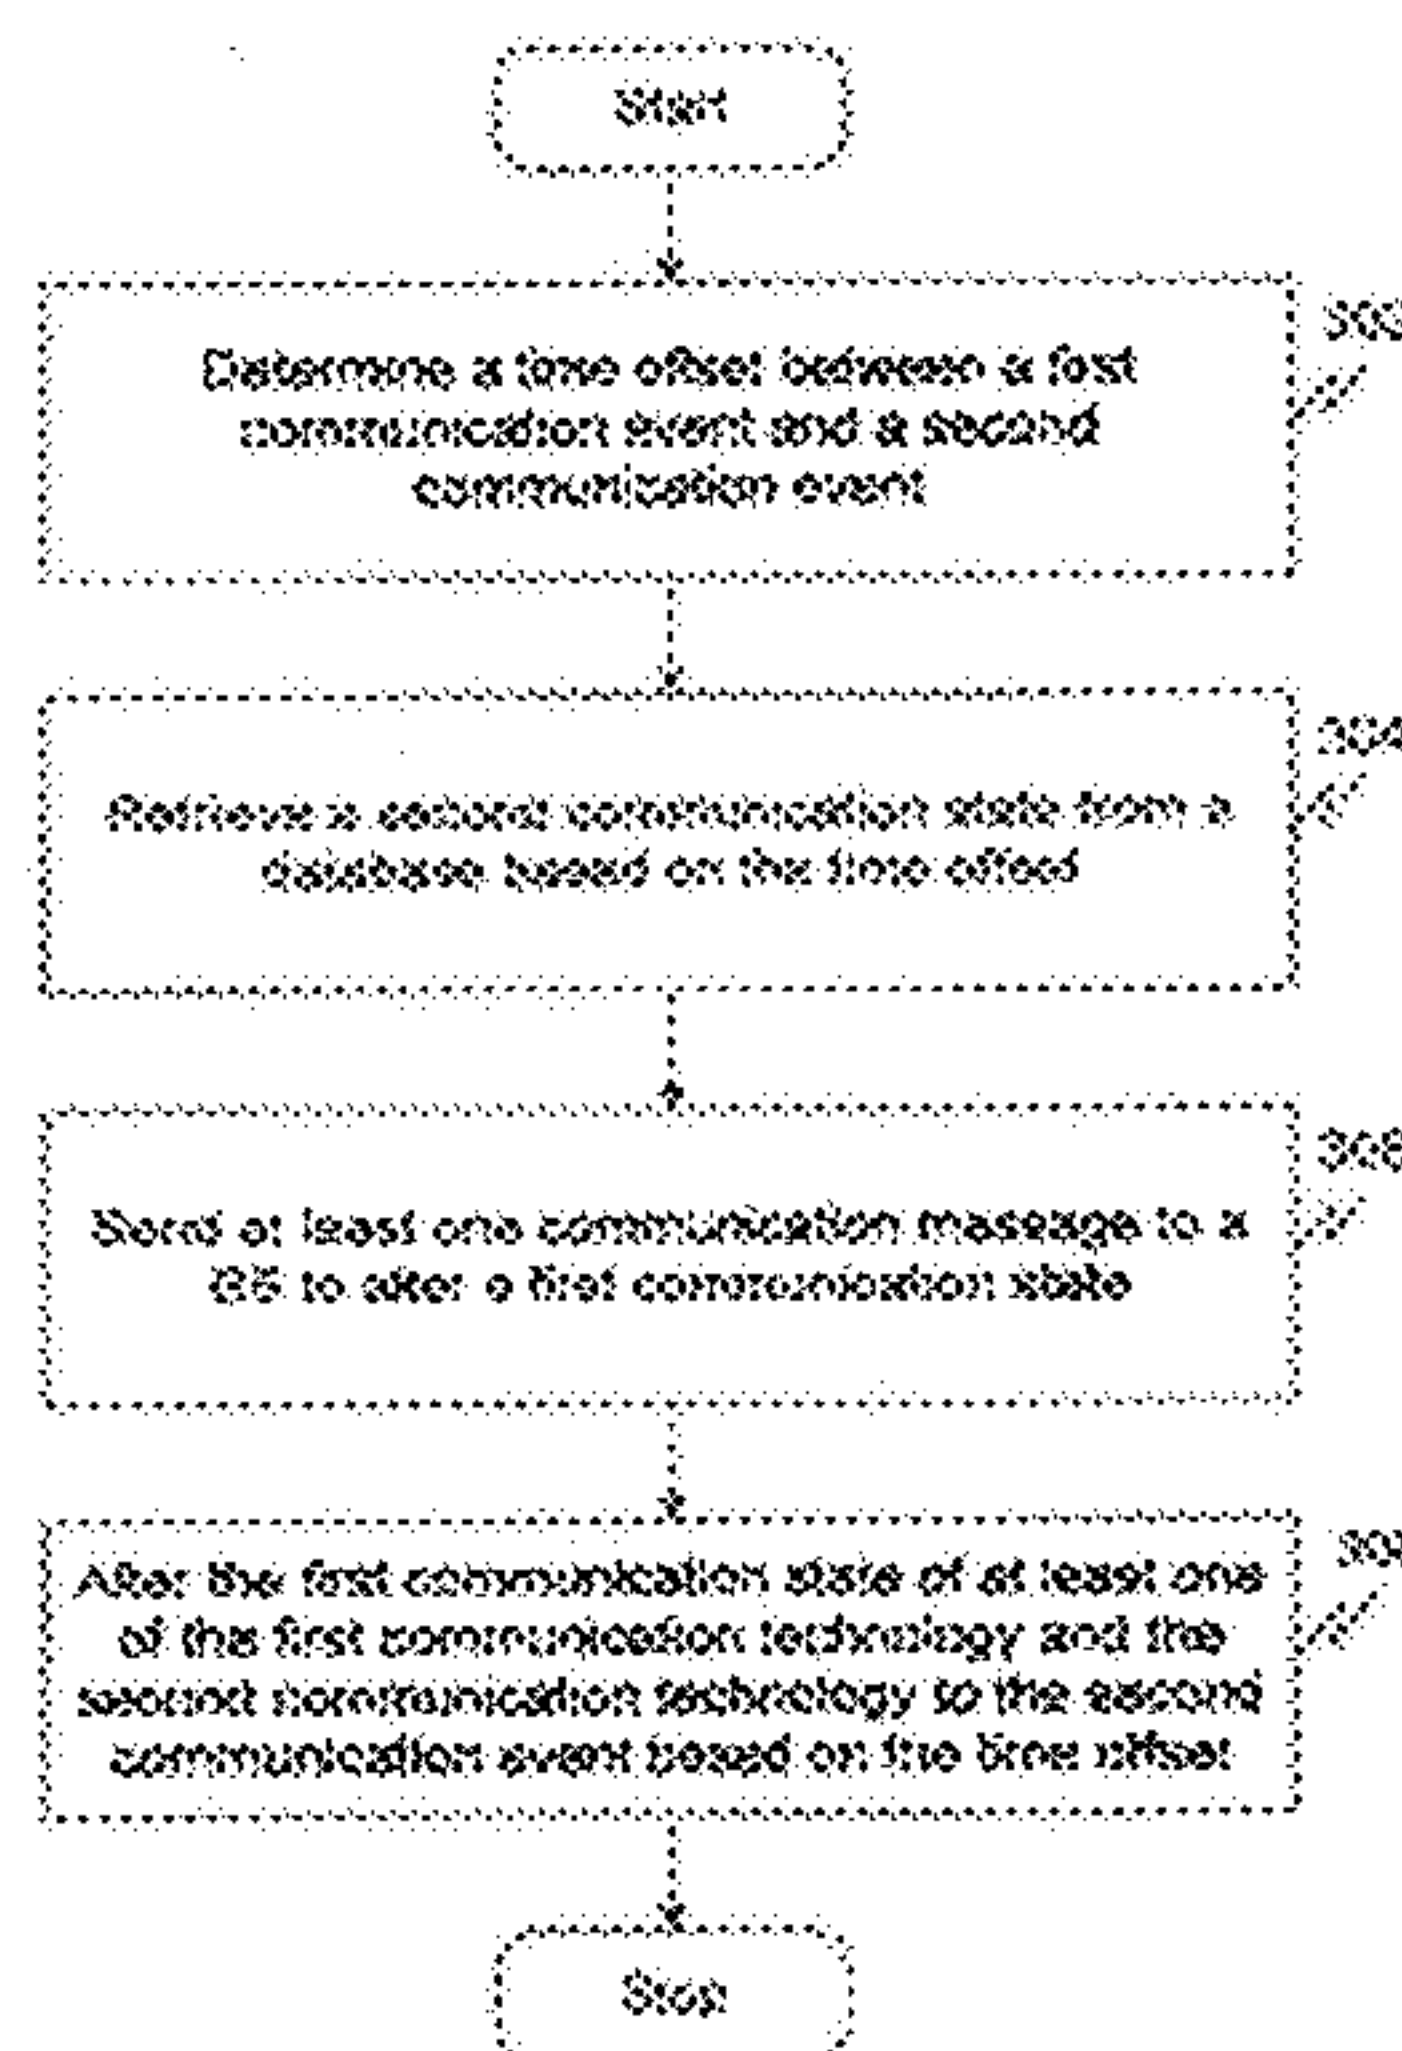 Start
Determine a time offset between a first
communication event and a second
communication event
Retrieve a second communication state from a
database based on the time offset
304
Send at least one communication message to a
BS to alter a first communication state
After the first communication state of at least one
of the first communication technology and the
second communication technology to the second
communication event based on the time offset
Stop